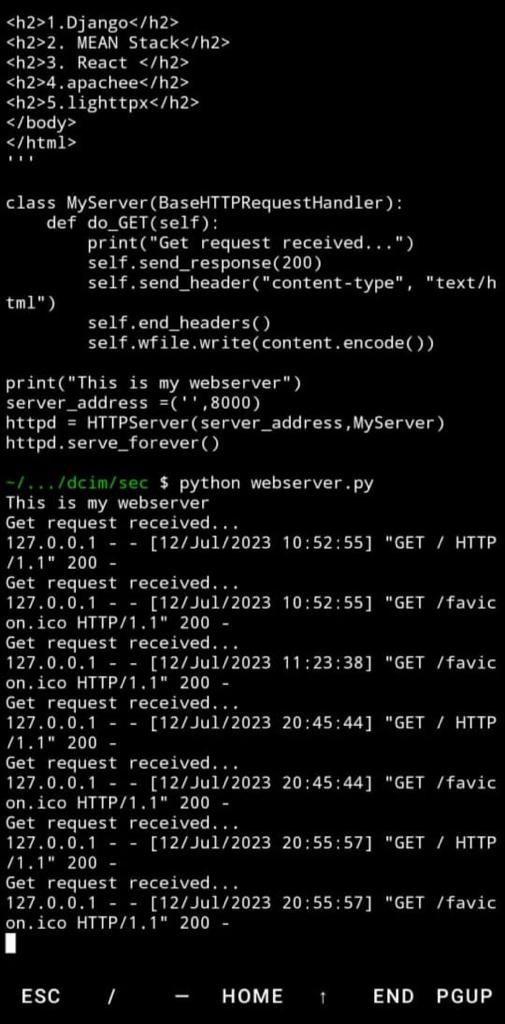 <h2>1.Django</h2>
<h2>2. MEAN Stack</h2>
<h2>3. React </h2>
<h2>4.apachee</h2>
<h2>5.lighttpx</h2>
</body>
</html>
'''
class MyServer(BaseHTTPRequestHandler):
    def do_GET(self):
        print("Get request received...")
        self.send_response(200)
        self.send_header("content-type", "text/h
tml")
        self.end_headers()
        self.wfile.write(content.encode())
print("This is my webserver")
server_address =('',8000)
httpd = HTTPServer(server_address,MyServer)
httpd.serve_forever()
~/.../dcim/sec $ python webserver.py
This is my webserver
Get request received...
127.0.0.1 - - [12/Jul/2023 10:52:55] "GET / HTTP
/1.1" 200 -
Get request received...
127.0.0.1 - - [12/Jul/2023 10:52:55] "GET /favic
on.ico HTTP/1.1" 200 -
Get request received...
127.0.0.1 - - [12/Jul/2023 11:23:38] "GET /favic
on.ico HTTP/1.1" 200 -
Get request received...
127.0.0.1 - - [12/Jul/2023 20:45:44] "GET / HTTP
/1.1" 200 -
Get request received...
127.0.0.1 - - [12/Jul/2023 20:45:44] "GET /favic
on.ico HTTP/1.1" 200 -
Get request received...
127.0.0.1 - - [12/Jul/2023 20:55:57] "GET / HTTP
/1.1" 200 -
Get request received...
127.0.0.1 - - [12/Jul/2023 20:55:57] "GET /favic
on.ico HTTP/1.1" 200 -
ESC / — HOME ↑ END PGUP